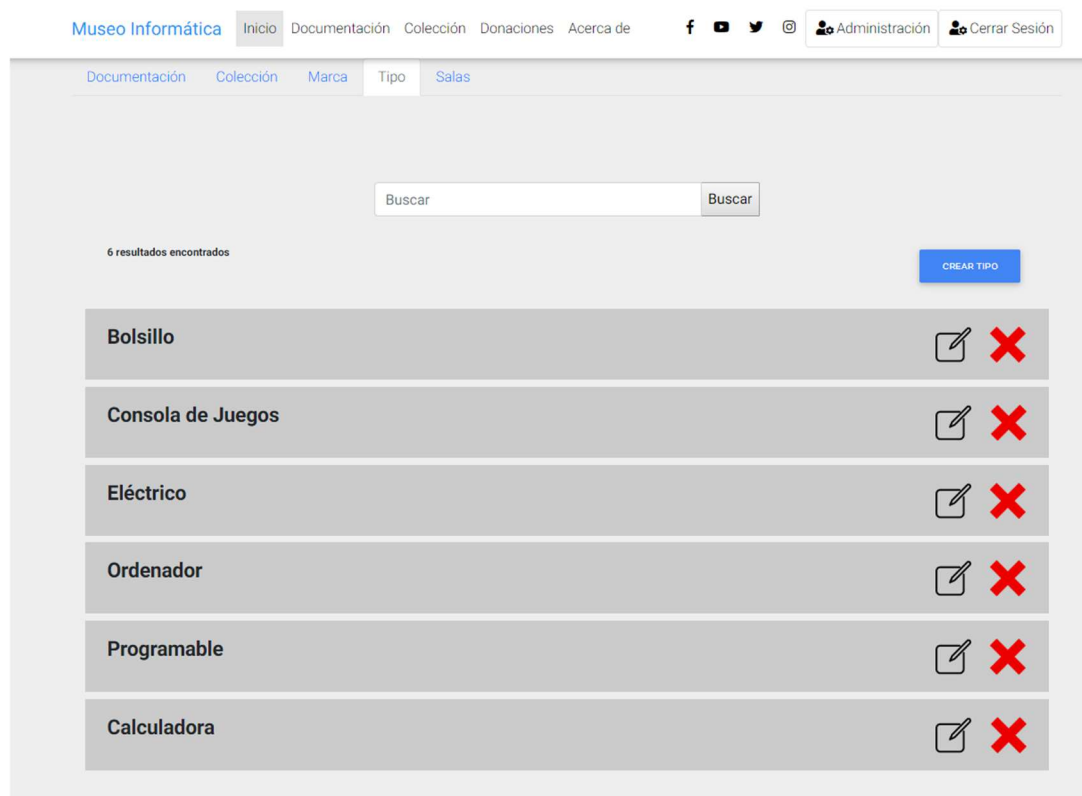 Museo Informática Inicio Documentación Colección Donaciones Acerca de Administración Cerrar Sesión
Documentación Colección Marca Tipo Salas
Buscar Buscar
6 resultados encontrados
CREAR TIPO
Bolsillo
Consola de Juegos
Eléctrico
Ordenador
Programable
Calculadora